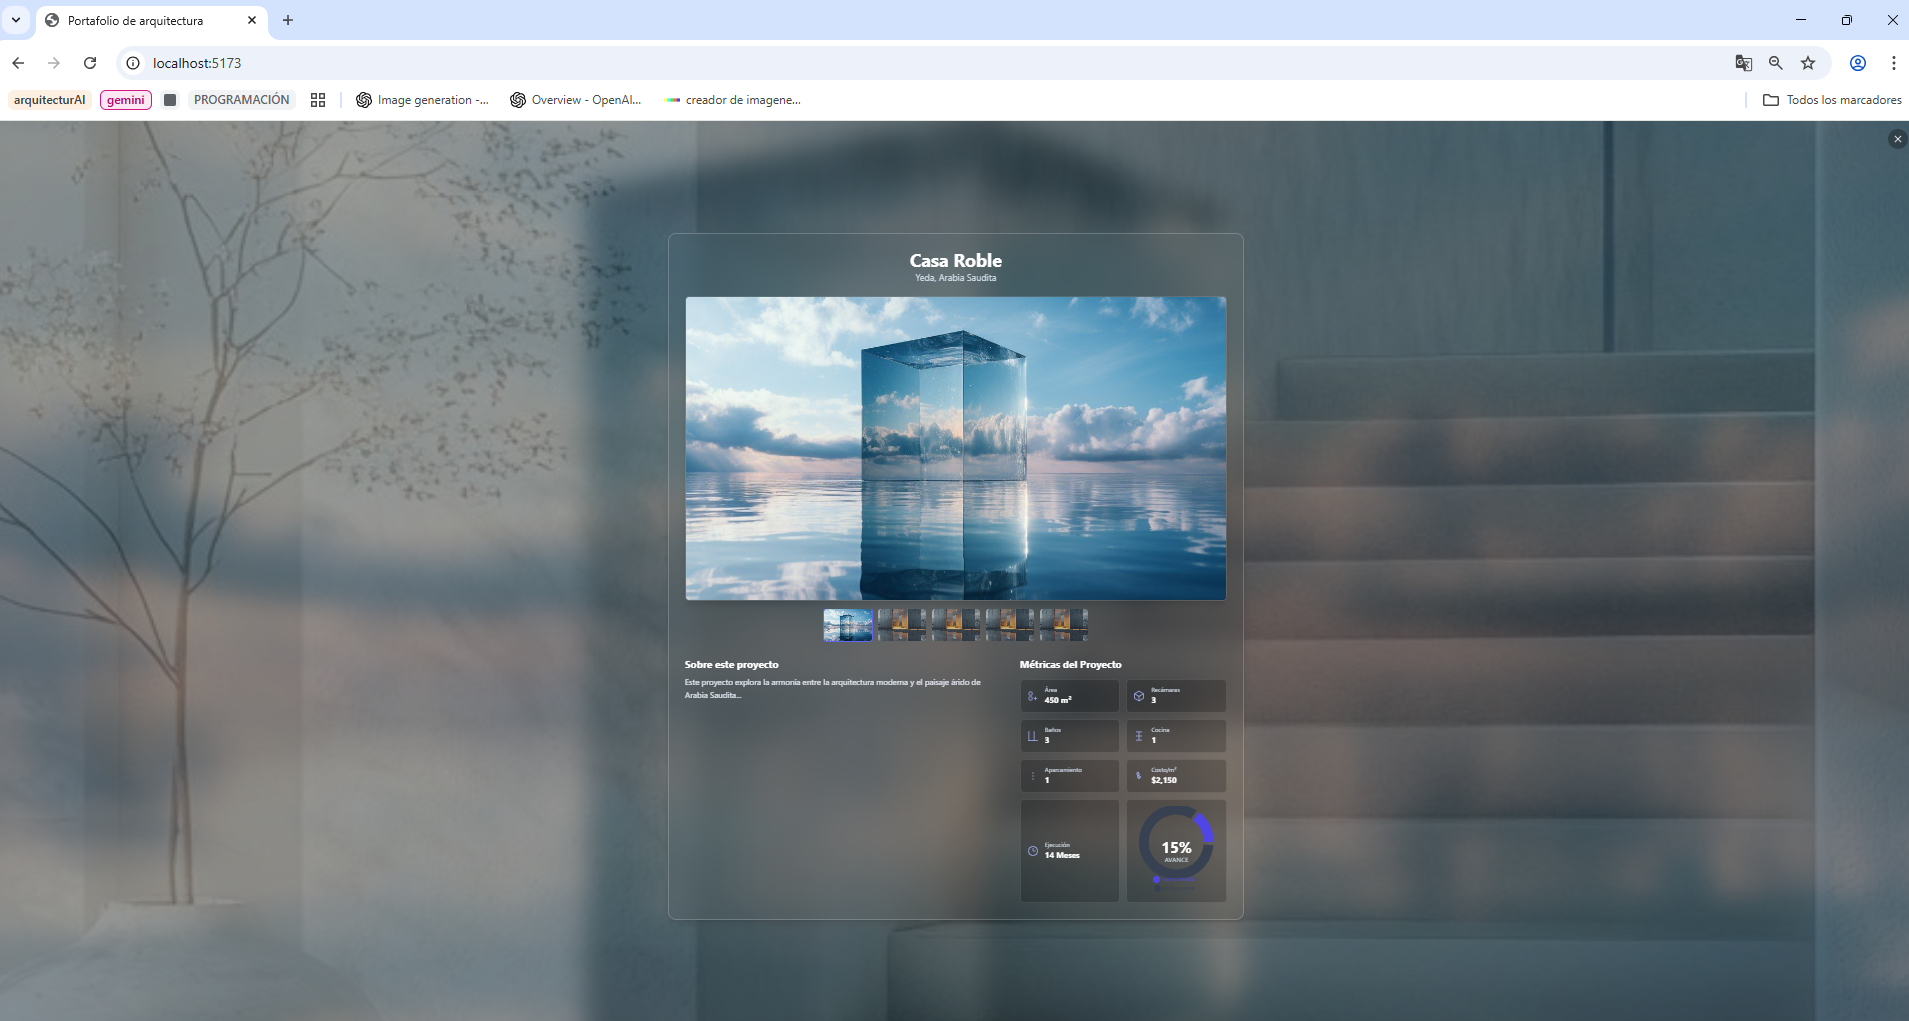 Portafolio de arquitectura
localhost:5173
arquitecturAI
gemini
PROGRAMACIÓN
Image generation -...
Overview - OpenAI...
creador de imagene...
Todos los marcadores
Casa Roble
Yeda, Arabia Saudita
Sobre este proyecto
Este proyecto explora la armonía entre la arquitectura moderna y el paisaje árido de
Arabia Saudita...
Métricas del Proyecto
Área
450 m²
Recámaras
3
Baños
3
Cocina
1
Aparcamiento
1
Costo/m²
$2,150
Ejecución
14 Meses
15%
AVANCE